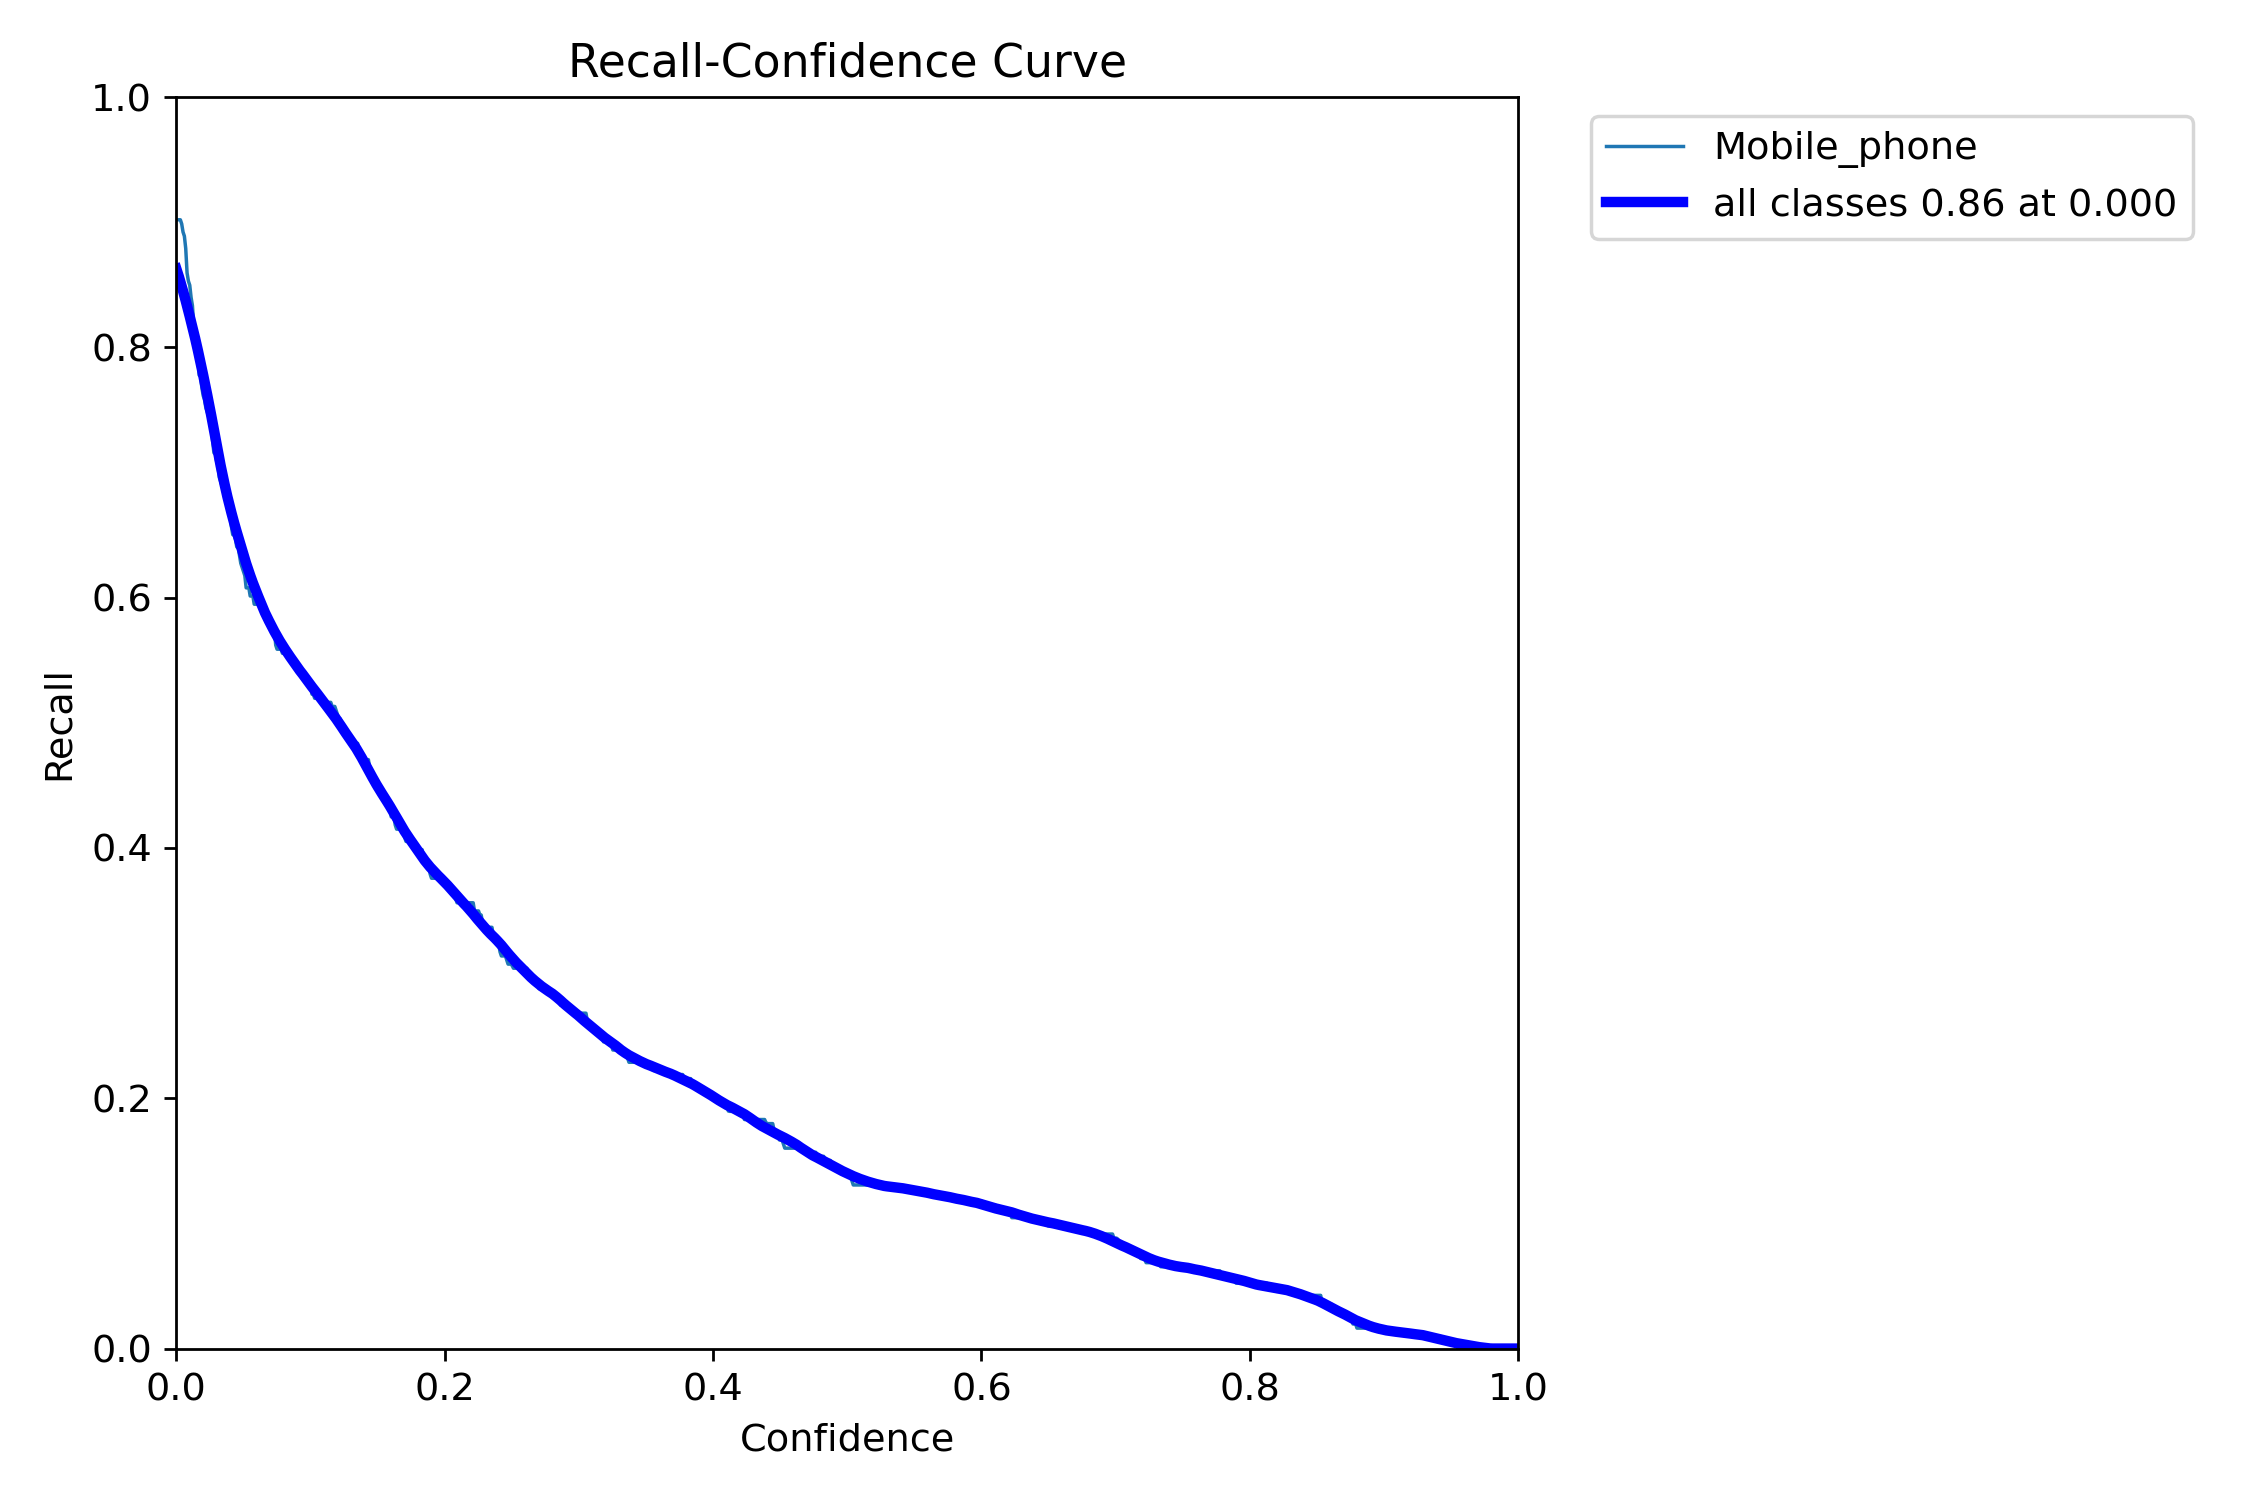 Recall-Confidence Curve
1.0
0.8
0.6
0.4
0.2
0.0
Recall
0.0 0.2 0.4 0.6 0.8 1.0
Confidence
Mobile_phone
all classes 0.86 at 0.000